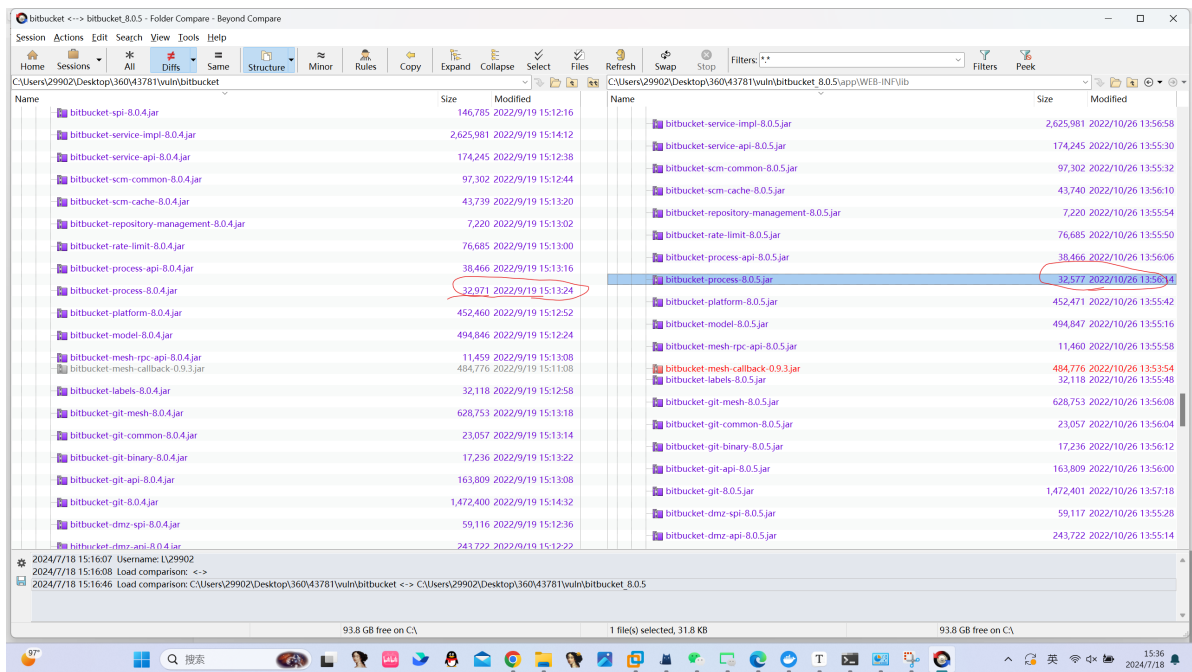 bitbucket <--> bitbucket_8.0.5 - Folder Compare - Beyond Compare
Session Actions Edit Search View Tools Help
Home Sessions All Diffs Same Structure Minor Rules Copy Expand Collapse Select Files Refresh Swap Stop Filters: *.* Filters Peek
C:\Users\29902\Desktop\360\43781\vuln\bitbucket C:\Users\29902\Desktop\360\43781\vuln\bitbucket_8.0.5\app\WEB-INF\lib
Name Size Modified Name Size Modified
bitbucket-spi-8.0.4.jar 146,785 2022/9/19 15:12:16
bitbucket-service-impl-8.0.5.jar 2,625,981 2022/10/26 13:56:58
bitbucket-service-impl-8.0.4.jar 2,625,981 2022/9/19 15:14:12
bitbucket-service-api-8.0.5.jar 174,245 2022/10/26 13:55:30
bitbucket-service-api-8.0.4.jar 174,245 2022/9/19 15:12:38
bitbucket-scm-common-8.0.5.jar 97,302 2022/10/26 13:55:32
bitbucket-scm-common-8.0.4.jar 97,302 2022/9/19 15:12:44
bitbucket-scm-cache-8.0.5.jar 43,740 2022/10/26 13:56:10
bitbucket-scm-cache-8.0.4.jar 43,739 2022/9/19 15:13:20
bitbucket-repository-management-8.0.5.jar 7,220 2022/10/26 13:55:54
bitbucket-repository-management-8.0.4.jar 7,220 2022/9/19 15:13:02
bitbucket-rate-limit-8.0.5.jar 76,685 2022/10/26 13:55:50
bitbucket-rate-limit-8.0.4.jar 76,685 2022/9/19 15:13:00
bitbucket-process-api-8.0.5.jar 38,466 2022/10/26 13:56:06
bitbucket-process-api-8.0.4.jar 38,466 2022/9/19 15:13:16
bitbucket-process-8.0.5.jar 32,577 2022/10/26 13:56:14
bitbucket-process-8.0.4.jar 32,971 2022/9/19 15:13:24
bitbucket-platform-8.0.5.jar 452,471 2022/10/26 13:55:42
bitbucket-platform-8.0.4.jar 452,460 2022/9/19 15:12:52
bitbucket-model-8.0.5.jar 494,847 2022/10/26 13:55:16
bitbucket-model-8.0.4.jar 494,846 2022/9/19 15:12:24
bitbucket-mesh-rpc-api-8.0.5.jar 11,460 2022/10/26 13:55:58
bitbucket-mesh-rpc-api-8.0.4.jar 11,459 2022/9/19 15:13:08
bitbucket-mesh-callback-0.9.3.jar 484,776 2022/9/19 15:11:08 bitbucket-mesh-callback-0.9.3.jar 484,776 2022/10/26 13:53:54
bitbucket-labels-8.0.5.jar 32,118 2022/10/26 13:55:48
bitbucket-labels-8.0.4.jar 32,118 2022/9/19 15:12:58
bitbucket-git-mesh-8.0.5.jar 628,753 2022/10/26 13:56:08
bitbucket-git-mesh-8.0.4.jar 628,753 2022/9/19 15:13:18
bitbucket-git-common-8.0.5.jar 23,057 2022/10/26 13:56:04
bitbucket-git-common-8.0.4.jar 23,057 2022/9/19 15:13:14
bitbucket-git-binary-8.0.5.jar 17,236 2022/10/26 13:56:12
bitbucket-git-binary-8.0.4.jar 17,236 2022/9/19 15:13:22
bitbucket-git-api-8.0.5.jar 163,809 2022/10/26 13:56:00
bitbucket-git-api-8.0.4.jar 163,809 2022/9/19 15:13:08
bitbucket-git-8.0.5.jar 1,472,401 2022/10/26 13:57:18
bitbucket-git-8.0.4.jar 1,472,400 2022/9/19 15:14:32
bitbucket-dmz-spi-8.0.5.jar 59,117 2022/10/26 13:55:28
bitbucket-dmz-spi-8.0.4.jar 59,116 2022/9/19 15:12:36
bitbucket-dmz-api-8.0.5.jar 243,722 2022/10/26 13:55:14
bitbucket-dmz-api-8.0.4.jar 243,722 2022/9/19 15:12:22
2024/7/18 15:16:07 Username: L\29902
2024/7/18 15:16:08 Load comparison: <->
2024/7/18 15:16:46 Load comparison: C:\Users\29902\Desktop\360\43781\vuln\bitbucket <-> C:\Users\29902\Desktop\360\43781\vuln\bitbucket_8.0.5
93.8 GB free on C:\ 1 file(s) selected, 31.8 KB 93.8 GB free on C:\
97° 搜索 英 15:36
2024/7/18